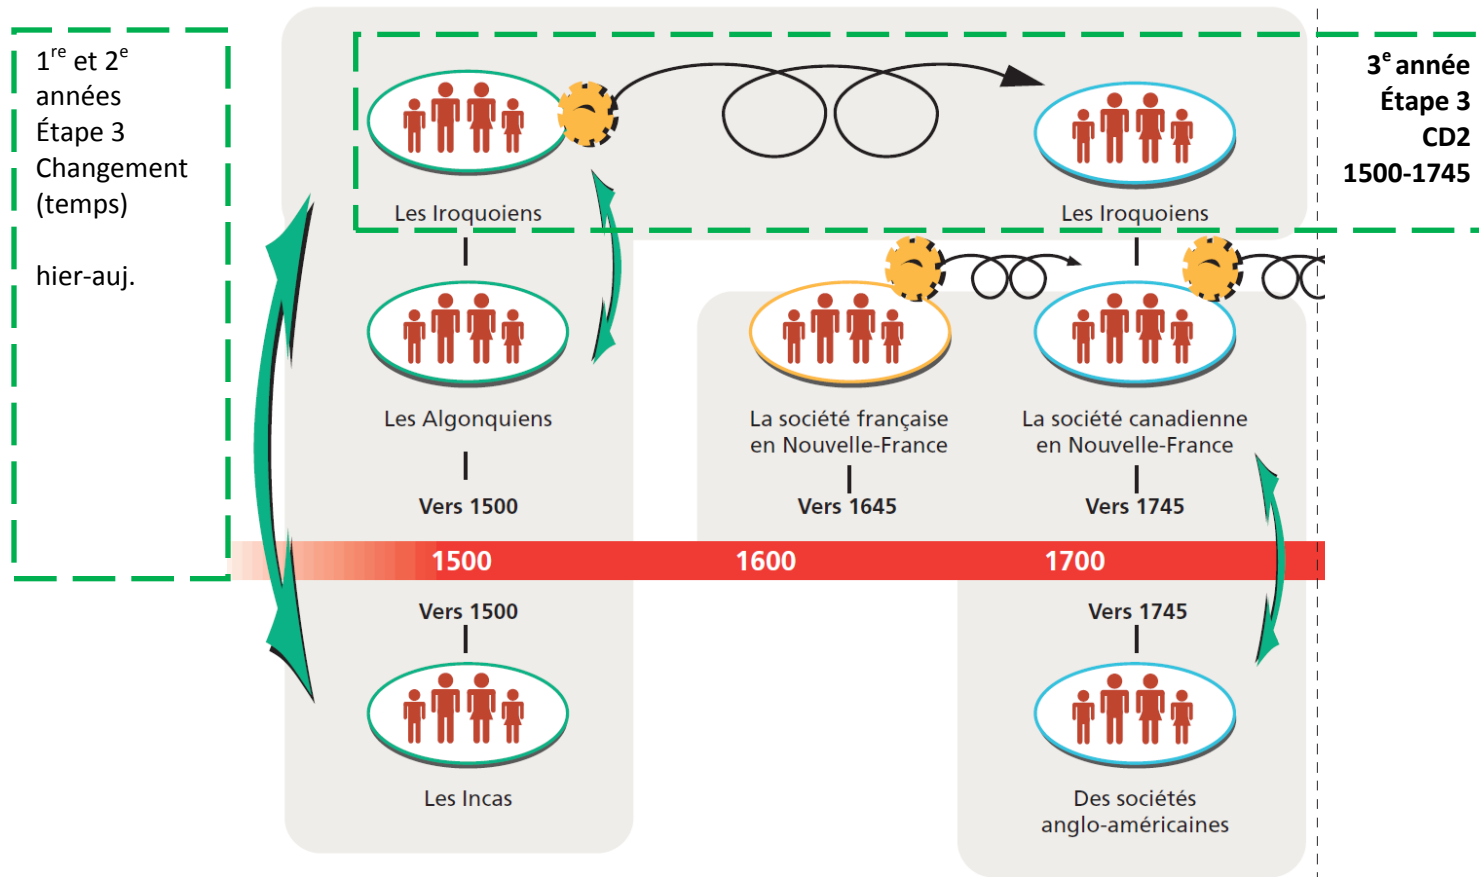 1re et 2e
années
Étape 3
Changement
(temps)
hier-auj.
3e année
Étape 3
CD2
1500-1745
Les Iroquoiens
Les Iroquoiens
Les Algonquiens
La société française
en Nouvelle-France
La société canadienne
en Nouvelle-France
Vers 1500
Vers 1645
Vers 1745
1500
1600
1700
Vers 1500
Vers 1745
Les Incas
Des sociétés
anglo-américaines